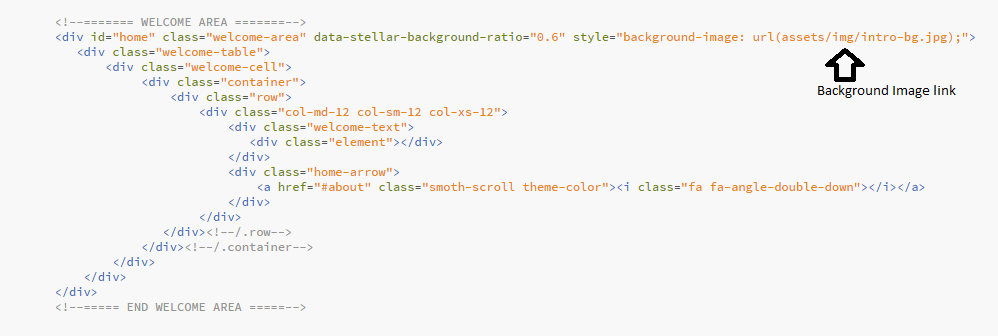 <!--======= WELCOME AREA =======-->
<div id="home" class="welcome-area" data-stellar-background-ratio="0.6" style="background-image: url(assets/img/intro-bg.jpg);">
<div class="welcome-table">
<div class="welcome-cell">
<div class="container">
<div class="row">
<div class="col-md-12 col-sm-12 col-xs-12">
<div class="welcome-text">
<div class="element"></div>
</div>
<div class="home-arrow">
<a href="#about" class="smoth-scroll theme-color"><i class="fa fa-angle-double-down"></i></a>
</div>
</div>
</div><!--/.row-->
</div><!--/.container-->
</div>
</div>
</div>
<!--===== END WELCOME AREA =====-->
Background Image link